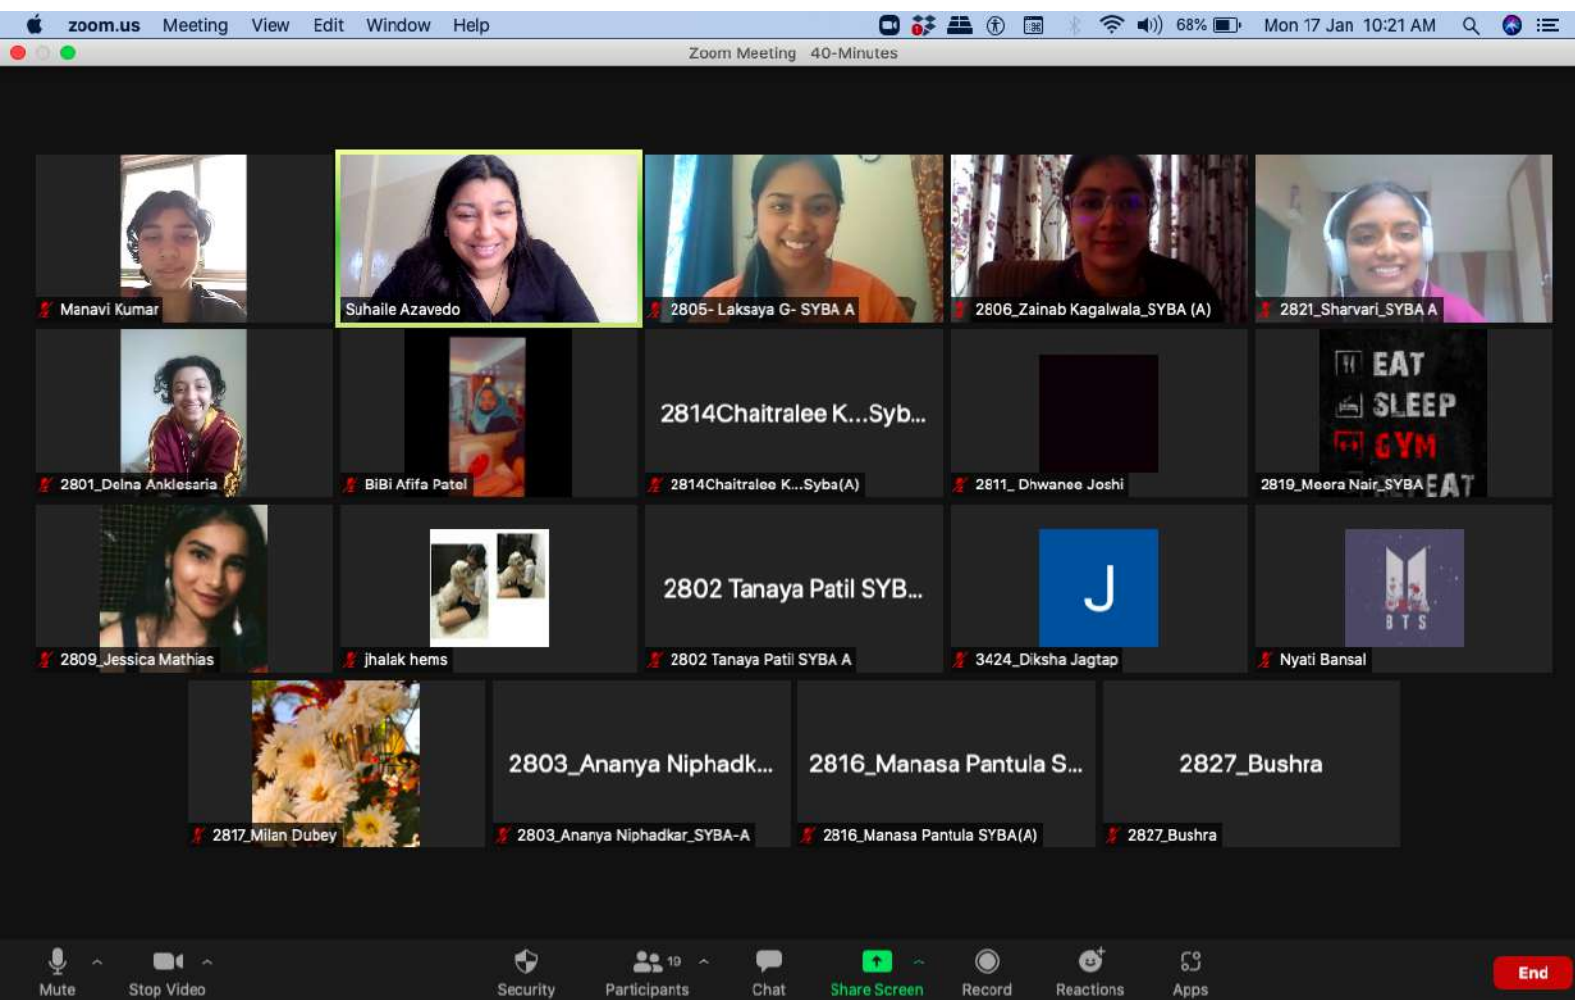 zoom.us Meeting View Edit Window Help 68% Mon 17 Jan 10:21 AM
Zoom Meeting 40-Minutes
Manavi Kumar
Suhaile Azavedo
2805- Laksaya G- SYBA A
2806_Zainab Kagalwala_SYBA (A)
2821_Sharvari_SYBA A
2801_Delna Anklesaria
BiBi Afifa Patel
2814Chaitralee K...Syb...
2814Chaitralee K...Syba(A)
2811_ Dhwanee Joshi
EAT
SLEEP
GYM
REPEAT
2819_Meera Nair_SYBA
2809_Jessica Mathias
jhalak hems
2802 Tanaya Patil SYB...
2802 Tanaya Patil SYBA A
J
3424_Diksha Jagtap
BTS
Nyati Bansal
2817_Milan Dubey
2803_Ananya Niphadk...
2803_Ananya Niphadkar_SYBA-A
2816_Manasa Pantula S...
2816_Manasa Pantula SYBA(A)
2827_Bushra
2827_Bushra
19
Mute Stop Video Security Participants Chat Share Screen Record Reactions Apps End